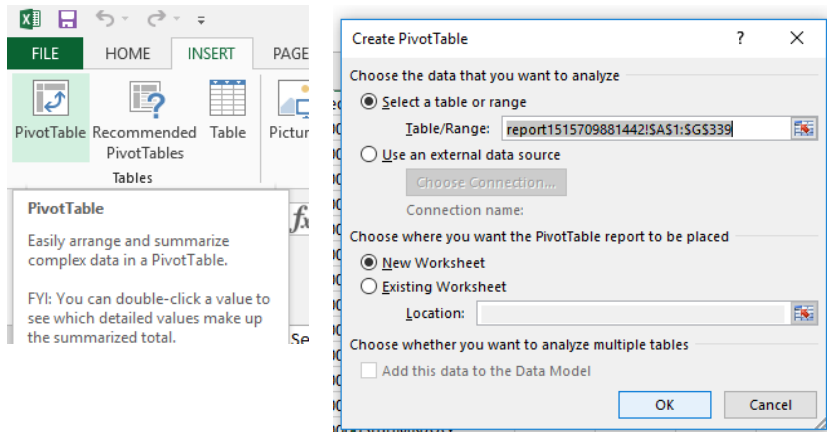 FILE HOME INSERT PAGE
PivotTable Recommended PivotTables Table Pictur
Tables
PivotTable
Easily arrange and summarize
complex data in a PivotTable.
FYI: You can double-click a value to
see which detailed values make up
the summarized total.
fx
Se
Create PivotTable ?
Choose the data that you want to analyze
Select a table or range
Table/Range: report1515709881442!$A$1:$G$339
Use an external data source
Choose Connection...
Connection name:
Choose where you want the PivotTable report to be placed
New Worksheet
Existing Worksheet
Location:
Choose whether you want to analyze multiple tables
Add this data to the Data Model
OK Cancel